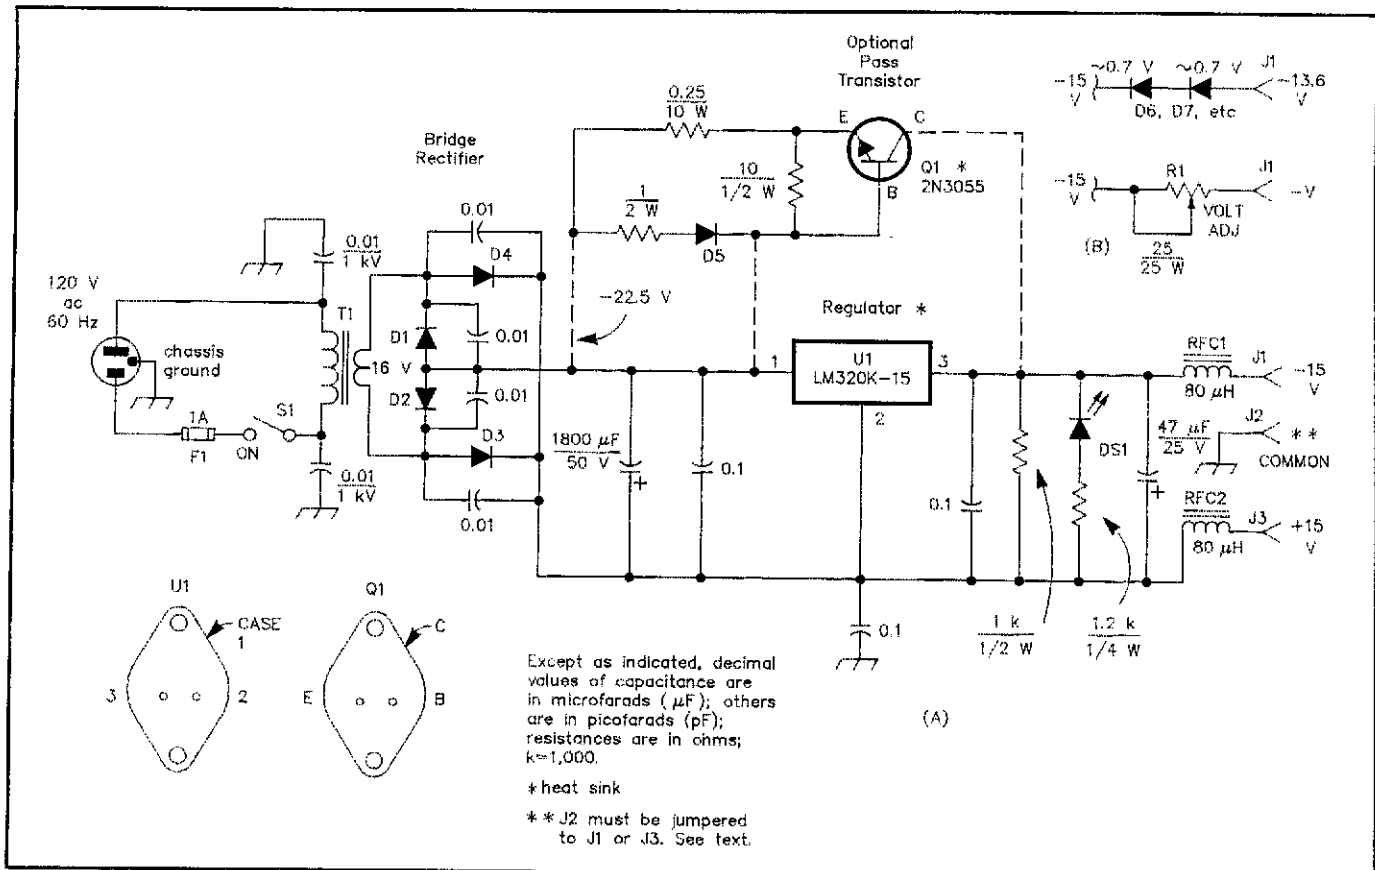 Optional
Pass
Transistor
0.25
10 W
E
C
Q1 *
2N3055
B
10
1/2 W
1
2 W
D5
Bridge
Rectifier
0.01
D4
0.01
1 kV
120 V
ac
60 Hz
chassis
ground
T1
16 V
D1
0.01
D2
0.01
D3
0.01
1A
F1
ON
S1
0.01
1 kV
-22.5 V
Regulator *
1
U1
LM320K-15
3
2
1800 µF
50 V
+
0.1
0.1
0.1
1 k
1/2 W
DS1
1.2 k
1/4 W
47 µF
25 V
+
RFC1
80 µH
J1
-15
V
J2
* *
COMMON
RFC2
80 µH
J3
+15
V
(A)
-15
V
~0.7 V
~0.7 V
D6, D7, etc
J1
-13.6
V
-15
V
R1
VOLT
ADJ
J1
-V
25
25 W
(B)
U1
CASE
1
3
2
Q1
C
E
B
Except as indicated, decimal
values of capacitance are
in microfarads (µF); others
are in picofarads (pF);
resistances are in ohms;
k=1,000.
* heat sink
* * J2 must be jumpered
to J1 or J3. See text.